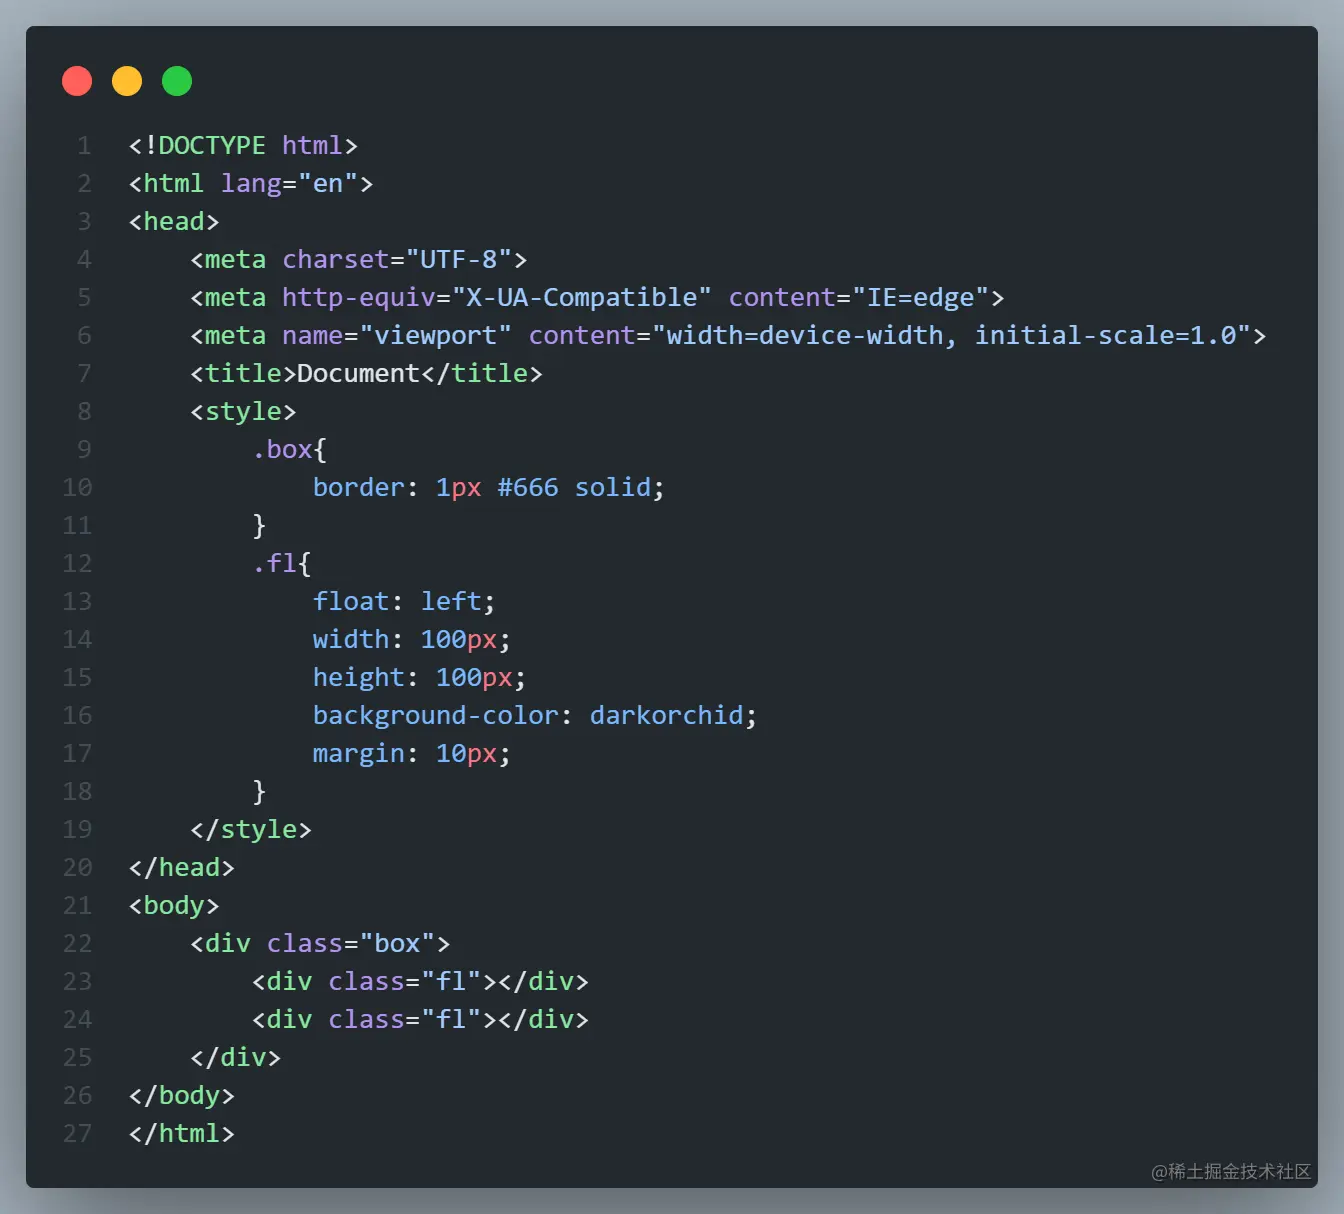 1 <!DOCTYPE html>
2 <html lang="en">
3 <head>
4     <meta charset="UTF-8">
5     <meta http-equiv="X-UA-Compatible" content="IE=edge">
6     <meta name="viewport" content="width=device-width, initial-scale=1.0">
7     <title>Document</title>
8     <style>
9         .box{
10             border: 1px #666 solid;
11         }
12         .fl{
13             float: left;
14             width: 100px;
15             height: 100px;
16             background-color: darkorchid;
17             margin: 10px;
18         }
19     </style>
20 </head>
21 <body>
22     <div class="box">
23         <div class="fl"></div>
24         <div class="fl"></div>
25     </div>
26 </body>
27 </html>
@稀土掘金技术社区